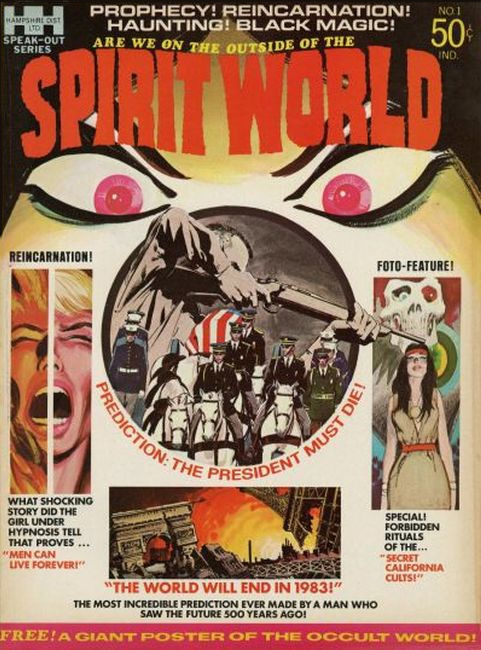 HAMPSHIRE DIST.
LTD.
SPEAK-OUT
SERIES
PROPHECY! REINCARNATION!
HAUNTING! BLACK MAGIC!
NO.1
50¢
IND.
ARE WE ON THE OUTSIDE OF THE
SPIRIT WORLD
REINCARNATION!
FOTO-FEATURE!
PREDICTION: THE PRESIDENT MUST DIE!
WHAT SHOCKING
STORY DID THE
GIRL UNDER
HYPNOSIS TELL
THAT PROVES ...
"MEN CAN
LIVE FOREVER!"
SPECIAL!
FORBIDDEN
RITUALS
OF THE...
"SECRET
CALIFORNIA
CULTS!"
"THE WORLD WILL END IN 1983!"
THE MOST INCREDIBLE PREDICTION EVER MADE BY A MAN WHO
SAW THE FUTURE 500 YEARS AGO!
FREE! A GIANT POSTER OF THE OCCULT WORLD!